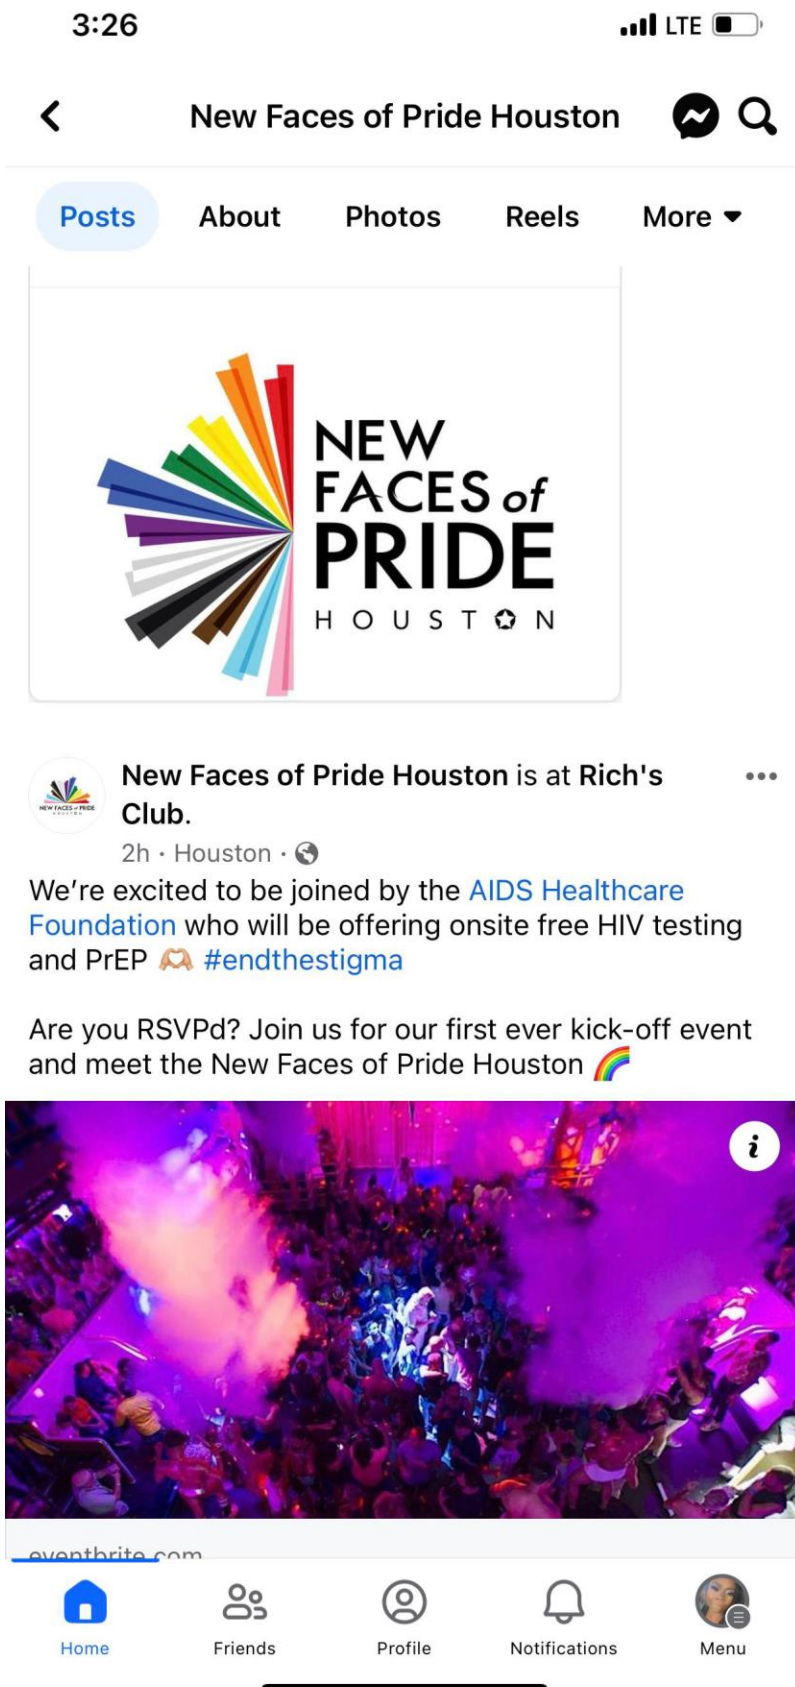 3:26
LTE
New Faces of Pride Houston
Posts
About
Photos
Reels
More
NEW
FACES of
PRIDE
HOUSTON
New Faces of Pride Houston is at Rich's
Club.
2h · Houston ·
We're excited to be joined by the AIDS Healthcare
Foundation who will be offering onsite free HIV testing
and PrEP 🫶🏼 #endthestigma
Are you RSVPd? Join us for our first ever kick-off event
and meet the New Faces of Pride Houston 🌈
i
eventbrite.com
Home
Friends
Profile
Notifications
Menu